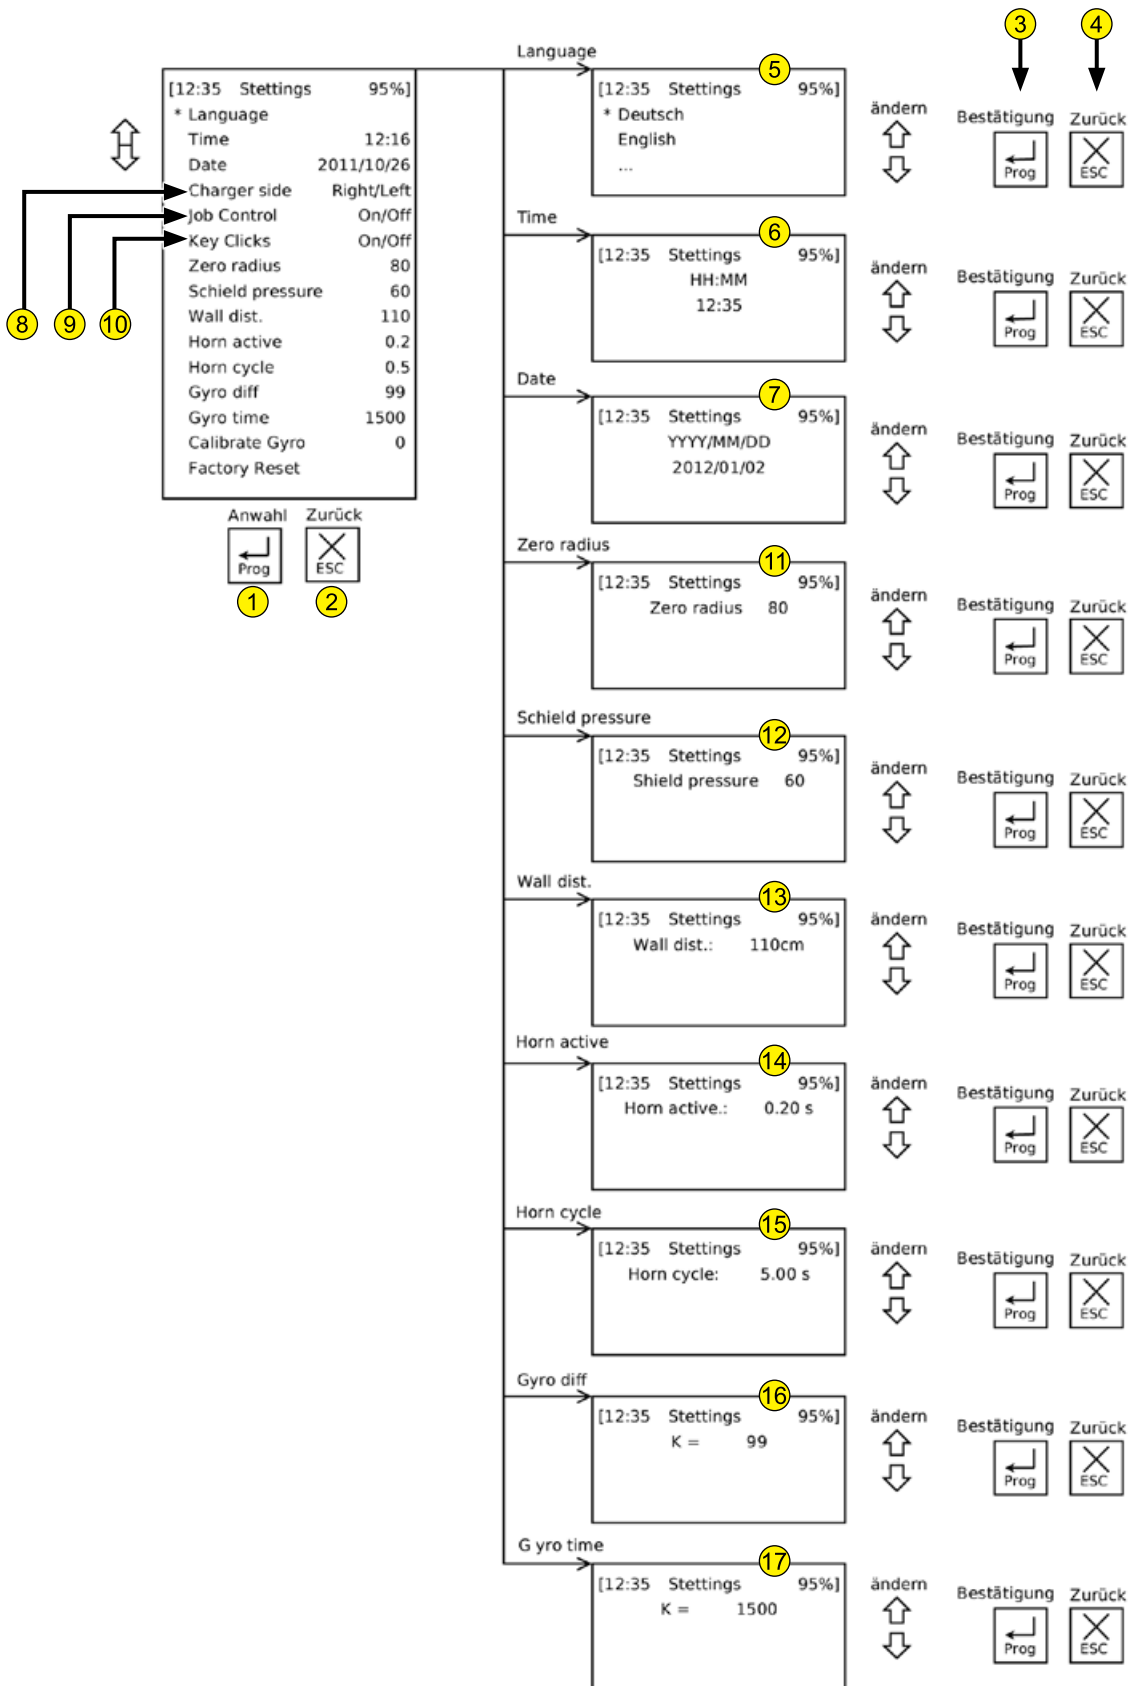 3 4
Language
[12:35 Stettings 95%]
* Language
Time 12:16
Date 2011/10/26
Charger side Right/Left
Job Control On/Off
Key Clicks On/Off
Zero radius 80
Schield pressure 60
Wall dist. 110
Horn active 0.2
Horn cycle 0.5
Gyro diff 99
Gyro time 1500
Calibrate Gyro 0
Factory Reset
8 9 10
Anwahl Zurück
Prog ESC
1 2
5
[12:35 Stettings 95%]
* Deutsch
English
...
ändern Bestätigung Zurück
Prog ESC
Time
6
[12:35 Stettings 95%]
HH:MM
12:35
ändern Bestätigung Zurück
Prog ESC
Date
7
[12:35 Stettings 95%]
YYYY/MM/DD
2012/01/02
ändern Bestätigung Zurück
Prog ESC
Zero radius
11
[12:35 Stettings 95%]
Zero radius 80
ändern Bestätigung Zurück
Prog ESC
Schield pressure
12
[12:35 Stettings 95%]
Shield pressure 60
ändern Bestätigung Zurück
Prog ESC
Wall dist.
13
[12:35 Stettings 95%]
Wall dist.: 110cm
ändern Bestätigung Zurück
Prog ESC
Horn active
14
[12:35 Stettings 95%]
Horn active.: 0.20 s
ändern Bestätigung Zurück
Prog ESC
Horn cycle
15
[12:35 Stettings 95%]
Horn cycle: 5.00 s
ändern Bestätigung Zurück
Prog ESC
Gyro diff
16
[12:35 Stettings 95%]
K = 99
ändern Bestätigung Zurück
Prog ESC
G yro time
17
[12:35 Stettings 95%]
K = 1500
ändern Bestätigung Zurück
Prog ESC